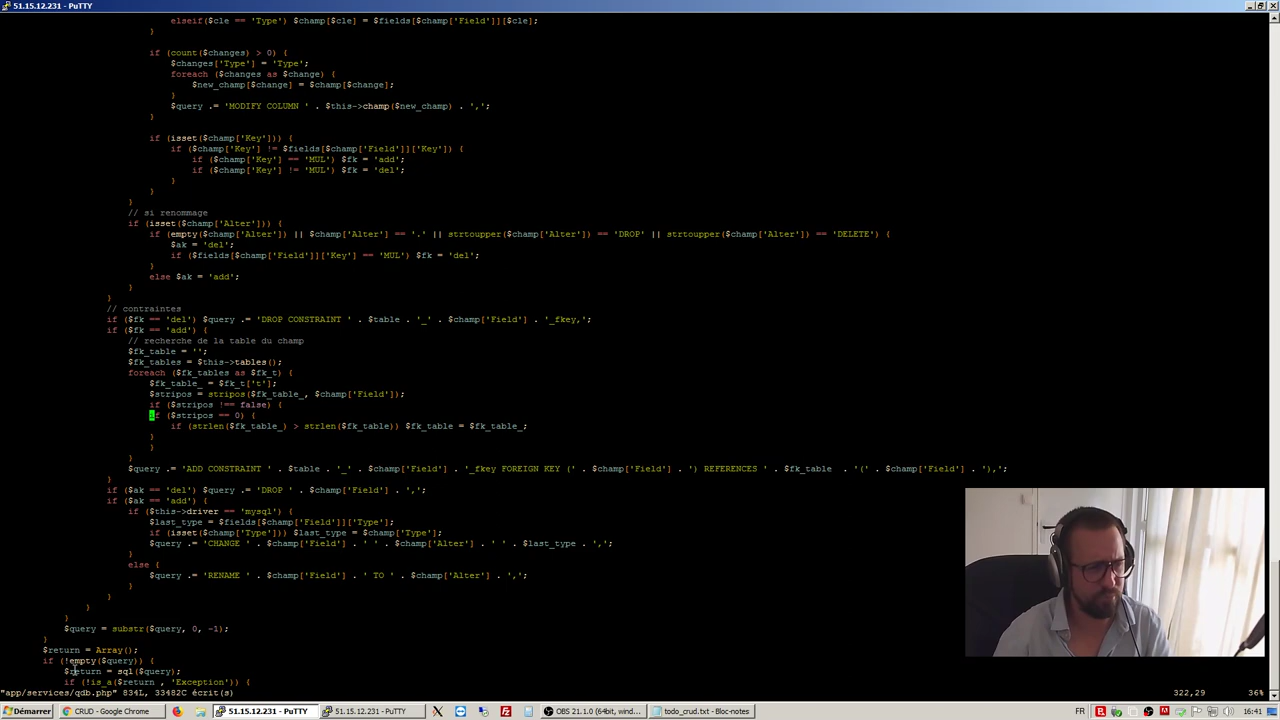 51.15.12.231 - PuTTY
elseif($cle == 'Type') $champ[$cle] = $fields[$champ['Field']][$cle];
}
if (count($changes) > 0) {
$changes['Type'] = 'Type';
foreach ($changes as $change) {
$new_champ[$change] = $champ[$change];
}
$query .= 'MODIFY COLUMN ' . $this->champ($new_champ) . ',';
}
if (isset($champ['Key'])) {
if ($champ['Key'] != $fields[$champ['Field']]['Key']) {
if ($champ['Key'] == 'MUL') $fk = 'add';
if ($champ['Key'] != 'MUL') $fk = 'del';
}
}
}
// si renommage
if (isset($champ['Alter'])) {
if (empty($champ['Alter']) || $champ['Alter'] == '.' || strtoupper($champ['Alter']) == 'DROP' || strtoupper($champ['Alter']) == 'DELETE') {
$ak = 'del';
if ($fields[$champ['Field']]['Key'] == 'MUL') $fk = 'del';
}
else $ak = 'add';
}
}
// contraintes
if ($fk == 'del') $query .= 'DROP CONSTRAINT ' . $table . '_' . $champ['Field'] . '_fkey,';
if ($fk == 'add') {
// recherche de la table du champ
$fk_table = '';
$fk_tables = $this->tables();
foreach ($fk_tables as $fk_t) {
$fk_table_ = $fk_t['t'];
$stripos = stripos($fk_table_, $champ['Field']);
if ($stripos !== false) {
if ($stripos == 0) {
if (strlen($fk_table_) > strlen($fk_table)) $fk_table = $fk_table_;
}
}
}
$query .= 'ADD CONSTRAINT ' . $table . '_' . $champ['Field'] . '_fkey FOREIGN KEY (' . $champ['Field'] . ') REFERENCES ' . $fk_table . '(' . $champ['Field'] . '),';
}
if ($ak == 'del') $query .= 'DROP ' . $champ['Field'] . ',';
if ($ak == 'add') {
if ($this->driver == 'mysql') {
$last_type = $fields[$champ['Field']]['Type'];
if (isset($champ['Type'])) $last_type = $champ['Type'];
$query .= 'CHANGE ' . $champ['Field'] . ' ' . $champ['Alter'] . ' ' . $last_type . ',';
}
else {
$query .= 'RENAME ' . $champ['Field'] . ' TO ' . $champ['Alter'] . ',';
}
}
}
}
$query = substr($query, 0, -1);
}
$return = Array();
if (!empty($query)) {
$return = sql($query);
if (!is_a($return , 'Exception')) {
"app/services/qdb.php" 834L, 33482C écrit(s) 322,29 36%
Démarrer CRUD - Google Chrome 51.15.12.231 - PuTTY 51.15.12.231 - PuTTY OBS 21.1.0 (64bit, win... todo_crud.txt - Bloc-notes FR 16:41